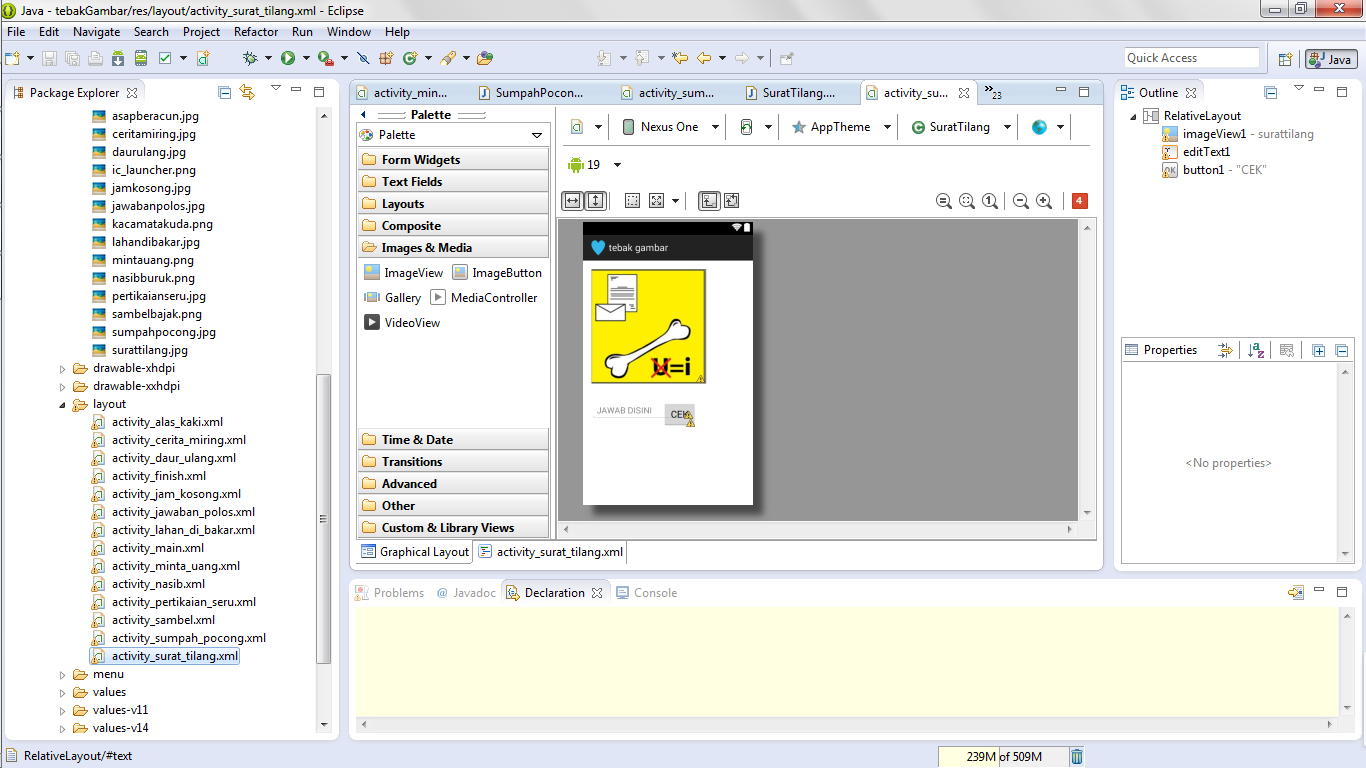 Java - tebakGambar/res/layout/activity_surat_tilang.xml - Eclipse
File Edit Navigate Search Project Refactor Run Window Help
Quick Access
Java
Package Explorer
asapberacun.jpg
ceritamiring.jpg
daurulang.jpg
ic_launcher.png
jamkosong.jpg
jawabanpolos.jpg
kacamatakuda.png
lahandibakar.jpg
mintauang.png
nasibburuk.png
pertikaianseru.jpg
sambelbajak.png
sumpahpocong.jpg
surattilang.jpg
drawable-xhdpi
drawable-xxhdpi
layout
activity_alas_kaki.xml
activity_cerita_miring.xml
activity_daur_ulang.xml
activity_finish.xml
activity_jam_kosong.xml
activity_jawaban_polos.xml
activity_lahan_di_bakar.xml
activity_main.xml
activity_minta_uang.xml
activity_nasib.xml
activity_pertikaian_seru.xml
activity_sambel.xml
activity_sumpah_pocong.xml
activity_surat_tilang.xml
menu
values
values-v11
values-v14
activity_min... SumpahPocon... activity_sum... SuratTilang.... activity_su... »23
Palette
Palette
Form Widgets
Text Fields
Layouts
Composite
Images & Media
ImageView ImageButton
Gallery MediaController
VideoView
Time & Date
Transitions
Advanced
Other
Custom & Library Views
Nexus One AppTheme SuratTilang
19
4
tebak gambar
U=i
JAWAB DISINI CEK
Graphical Layout activity_surat_tilang.xml
Outline
RelativeLayout
imageView1 - surattilang
editText1
OK button1 - "CEK"
Properties
<No properties>
Problems @ Javadoc Declaration Console
RelativeLayout/#text
239M of 509M